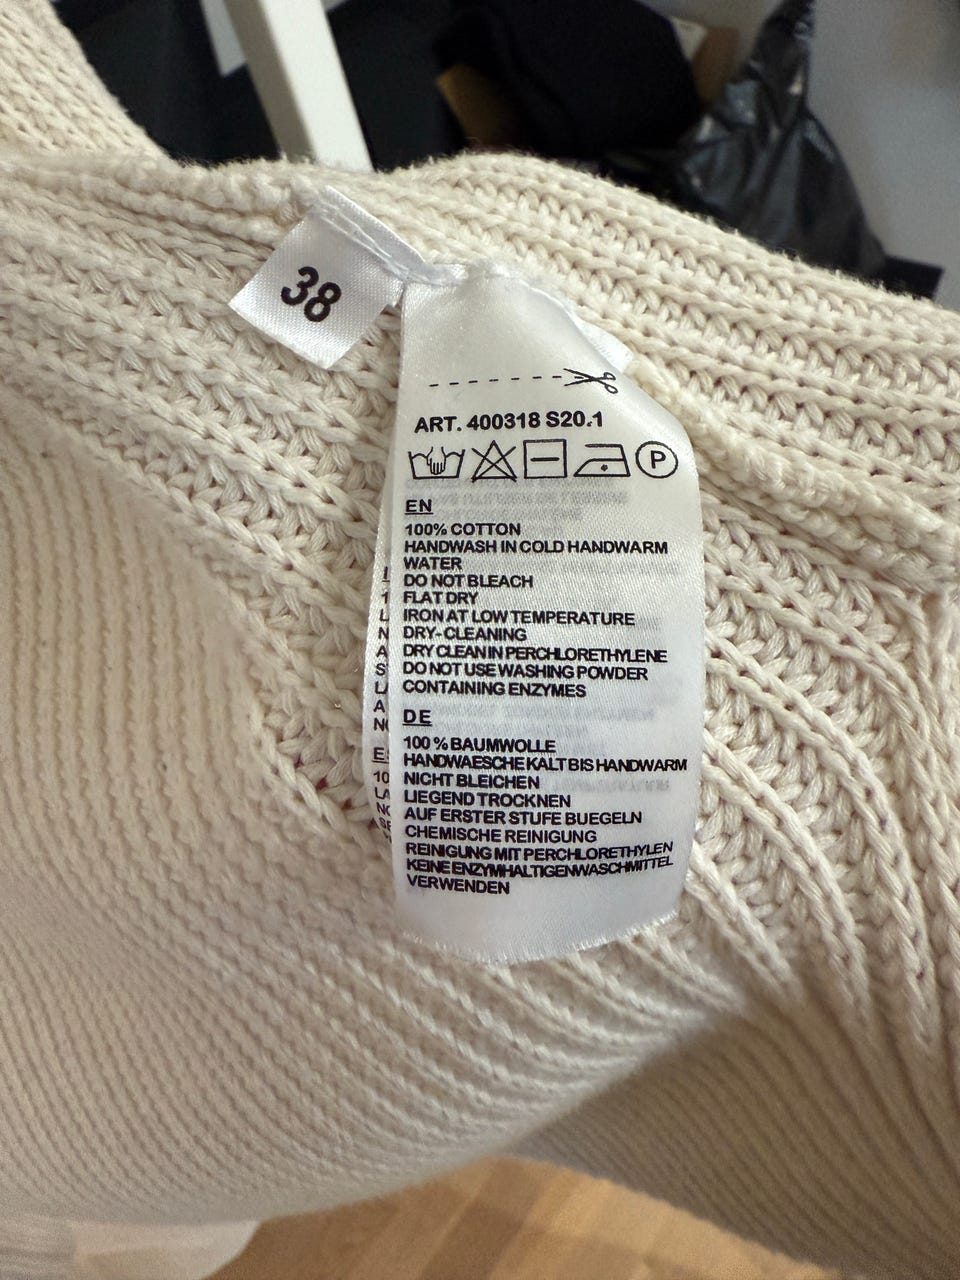 38
ART. 400318 S20.1
P
EN
100% COTTON
HANDWASH IN COLD HANDWARM
WATER
DO NOT BLEACH
FLAT DRY
IRON AT LOW TEMPERATURE
DRY-CLEANING
DRY CLEAN IN PERCHLORETHYLENE
DO NOT USE WASHING POWDER
CONTAINING ENZYMES
DE
100 % BAUMWOLLE
HANDWAESCHE KALT BIS HANDWARM
NICHT BLEICHEN
LIEGEND TROCKNEN
AUF ERSTER STUFE BUEGELN
CHEMISCHE REINIGUNG
REINIGUNG MIT PERCHLORETHYLEN
KEINE ENZYMHALTIGEN WASCHMITTEL
VERWENDEN